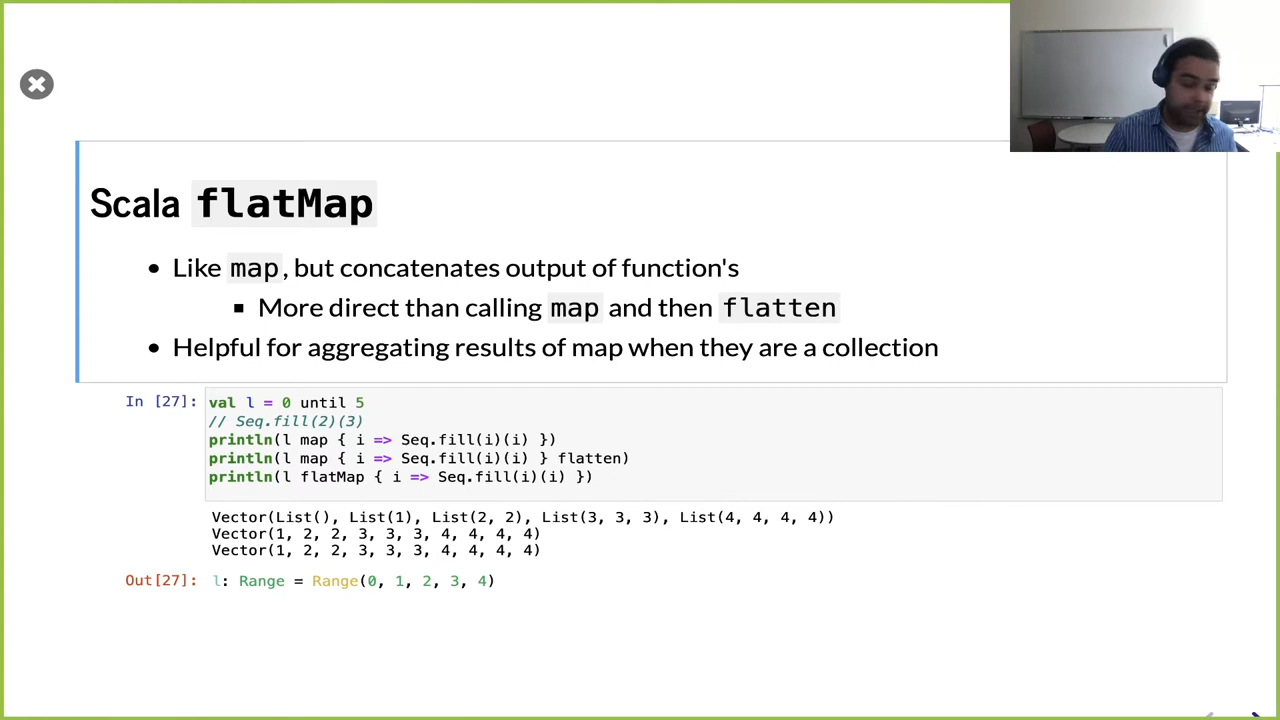 Scala flatMap
Like map, but concatenates output of function's
More direct than calling map and then flatten
Helpful for aggregating results of map when they are a collection
In [27]: val l = 0 until 5
// Seq.fill(2)(3)
println(l map { i => Seq.fill(i)(i) })
println(l map { i => Seq.fill(i)(i) } flatten)
println(l flatMap { i => Seq.fill(i)(i) })
Vector(List(), List(1), List(2, 2), List(3, 3, 3), List(4, 4, 4, 4))
Vector(1, 2, 2, 3, 3, 3, 4, 4, 4, 4)
Vector(1, 2, 2, 3, 3, 3, 4, 4, 4, 4)
Out[27]: l: Range = Range(0, 1, 2, 3, 4)